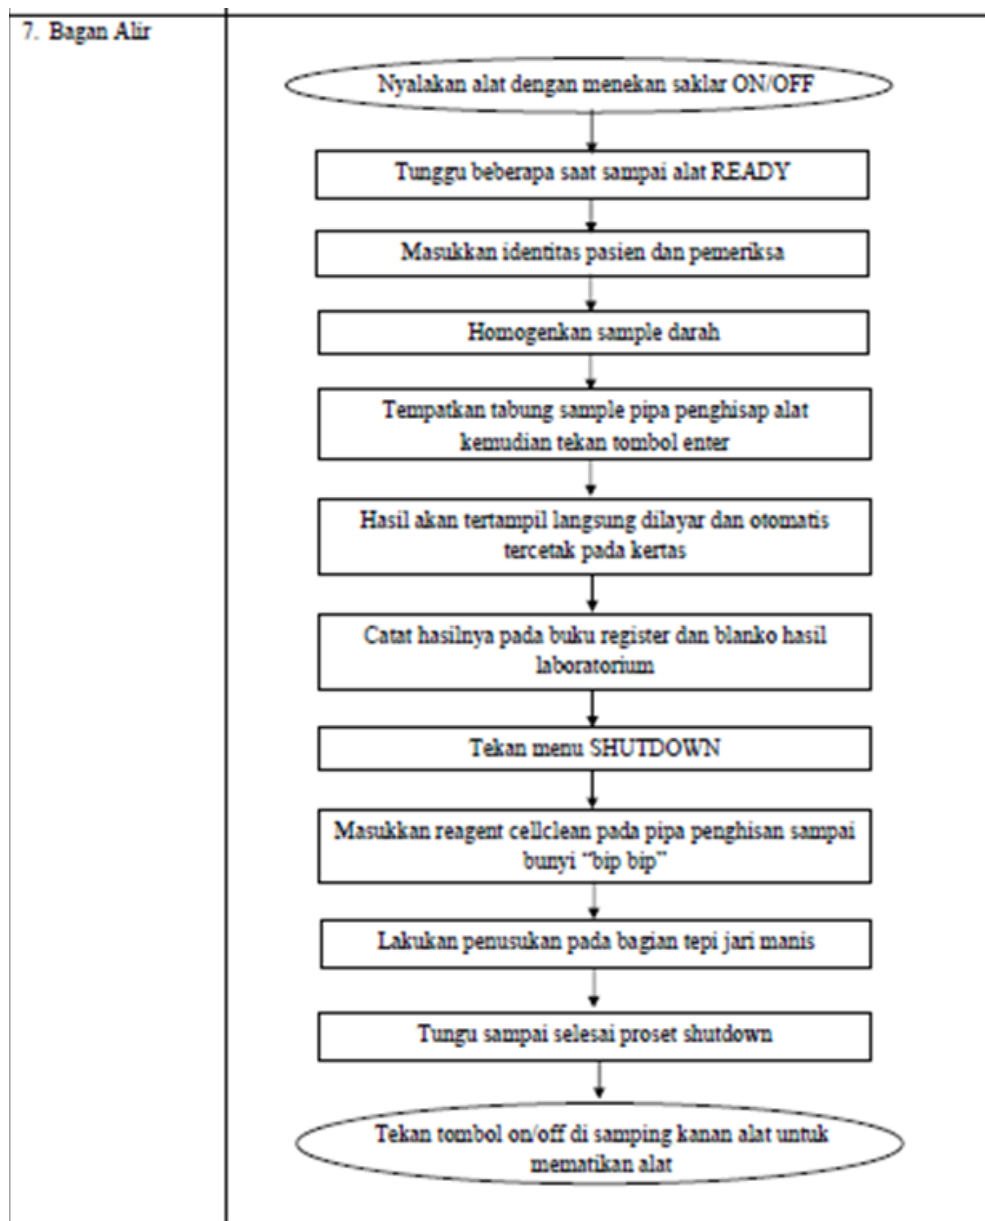 7. Bagan Alir
Nyalakan alat dengan menekan saklar ON/OFF
Tunggu beberapa saat sampai alat READY
Masukkan identitas pasien dan pemeriksa
Homogenkan sample darah
Tempatkan tabung sample pipa penghisap alat
kemudian tekan tombol enter
Hasil akan tertampil langsung dilayar dan otomatis
tercetak pada kertas
Catat hasilnya pada buku register dan blanko hasil
laboratorium
Tekan menu SHUTDOWN
Masukkan reagent cellclean pada pipa penghisan sampai
bunyi “bip bip”
Lakukan penusukan pada bagian tepi jari manis
Tungu sampai selesai proset shutdown
Tekan tombol on/off di samping kanan alat untuk
mematikan alat